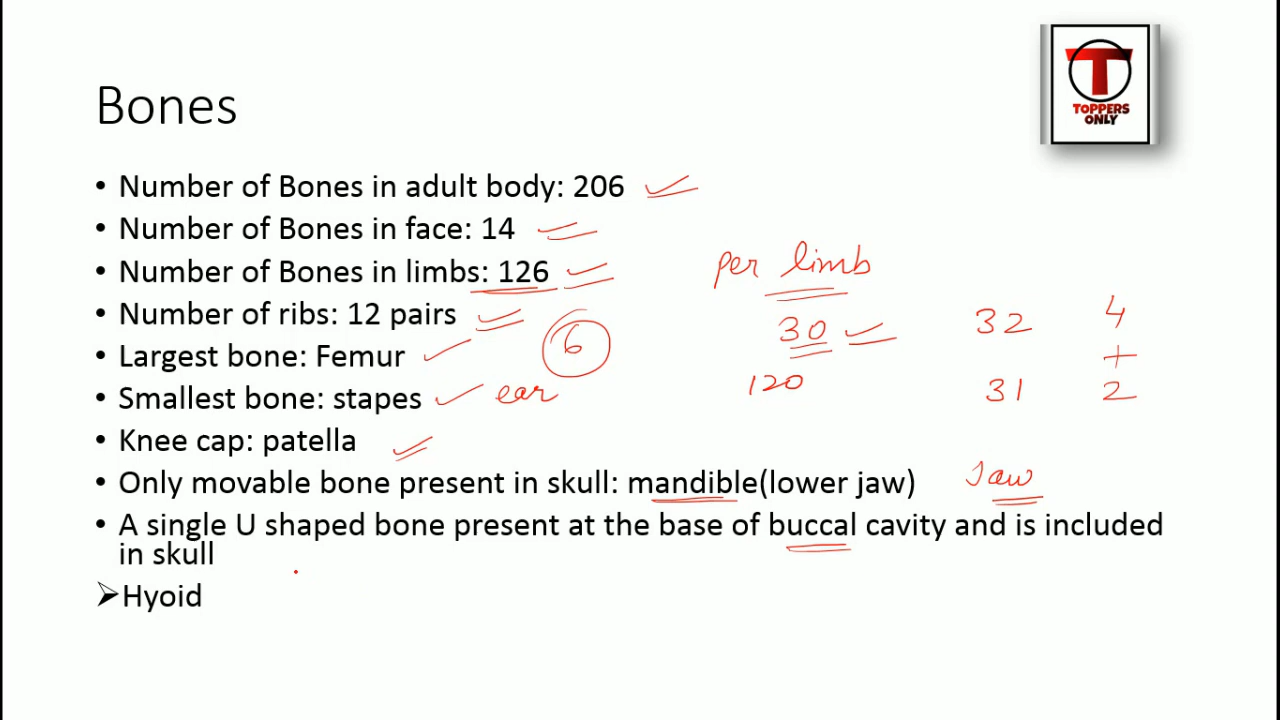 TOPPERS
ONLY
Bones
• Number of Bones in adult body: 206
• Number of Bones in face: 14
• Number of Bones in limbs: 126
per limb
• Number of ribs: 12 pairs
6
30
32
4
+
• Largest bone: Femur
120
31
2
• Smallest bone: stapes
ear
• Knee cap: patella
• Only movable bone present in skull: mandible(lower jaw)
Jaw
• A single U shaped bone present at the base of buccal cavity and is included
in skull
➤Hyoid